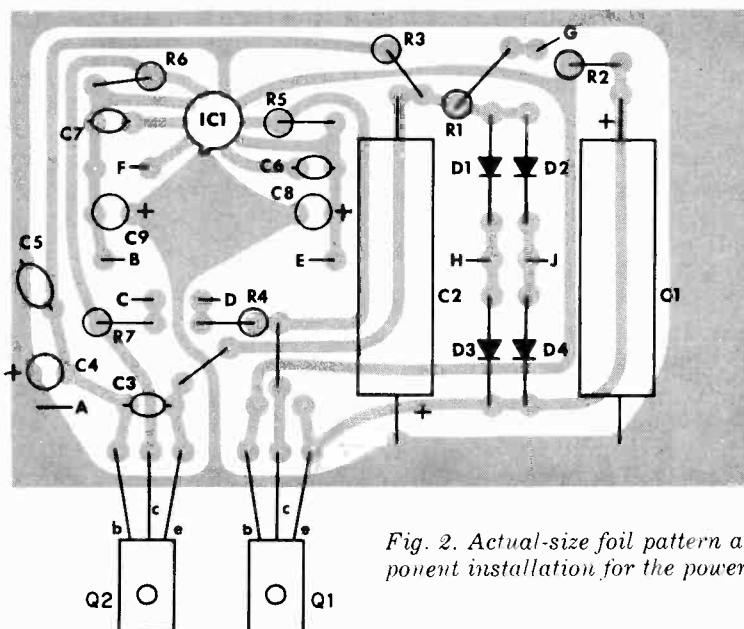 R3
G
R6
R2
R5
IC1
R1
+
C7
D1
D2
F
C6
C8
+
+
C9
C5
B
E
H
J
C
D
R4
C2
C1
R7
D3
D4
C4
+
C3
A
+
b
c
e
b
c
e
Fig. 2. Actual-size foil pattern a
ponent installation for the power
Q2
Q1